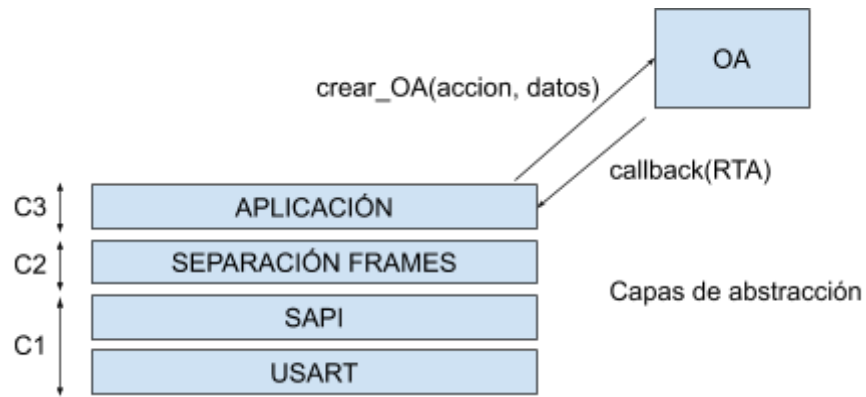 OA
crear_OA(accion, datos)
callback(RTA)
C3
APLICACIÓN
C2
SEPARACIÓN FRAMES
Capas de abstracción
C1
SAPI
USART